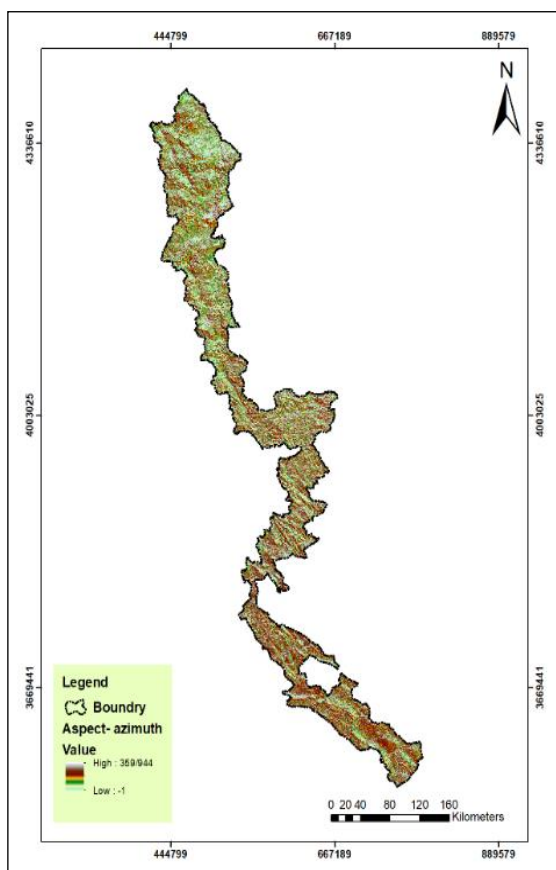 444799 667189 889579
N
4336610 4336610
4003025 4003025
3669441 3669441
Legend
Boundry
Aspect- azimuth
Value
High : 359/944
Low : -1
0 20 40 80 120 160
Kilometers
444799 667189 889579